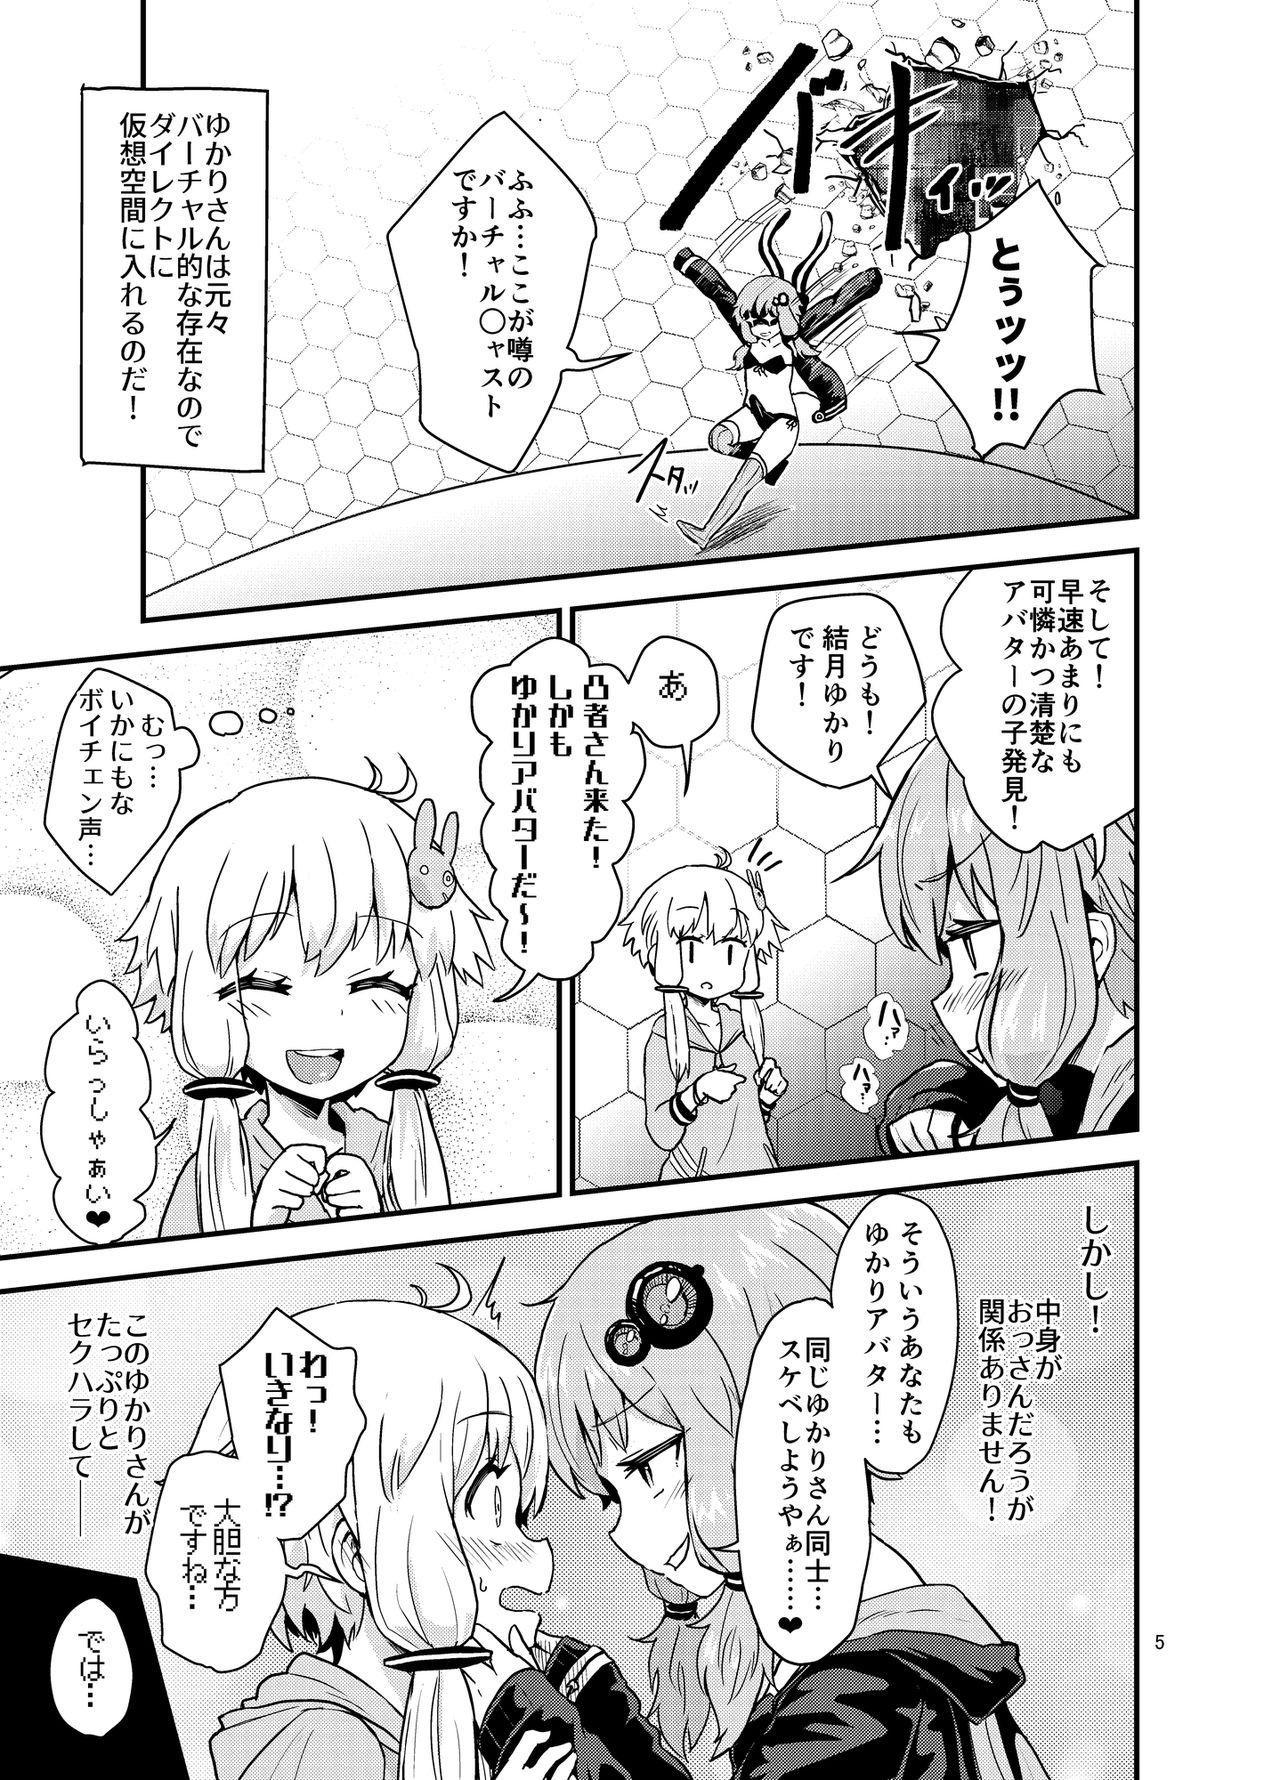 バキィッ
とぅッッ!!
ふふ…ここが噂の
バーチャル〇ャスト
ですか！
スタッ
ゆかりさんは元々
バーチャル的な存在なので
ダイレクトに
仮想空間に入れるのだ！
そして！
早速あまりにも
可憐かつ清楚な
アバターの子発見！
どうも！
結月ゆかり
です！
ハァ?
ハァ?
あ
凸者さん来た！
しかも
ゆかりアバターだ～！
むっ…
いかにもな
ボイチェン声…
いらっしゃぁい❤
しかし！
中身が
おっさんだろうが
関係ありません！
そういうあなたも
ゆかりアバター…
同じゆかりさん同士…
スケベしようやぁ……❤
わっ！
いきなり…!?
大胆な方
ですね…
このゆかりさんが
たっぷりと
セクハラして――
では…
5